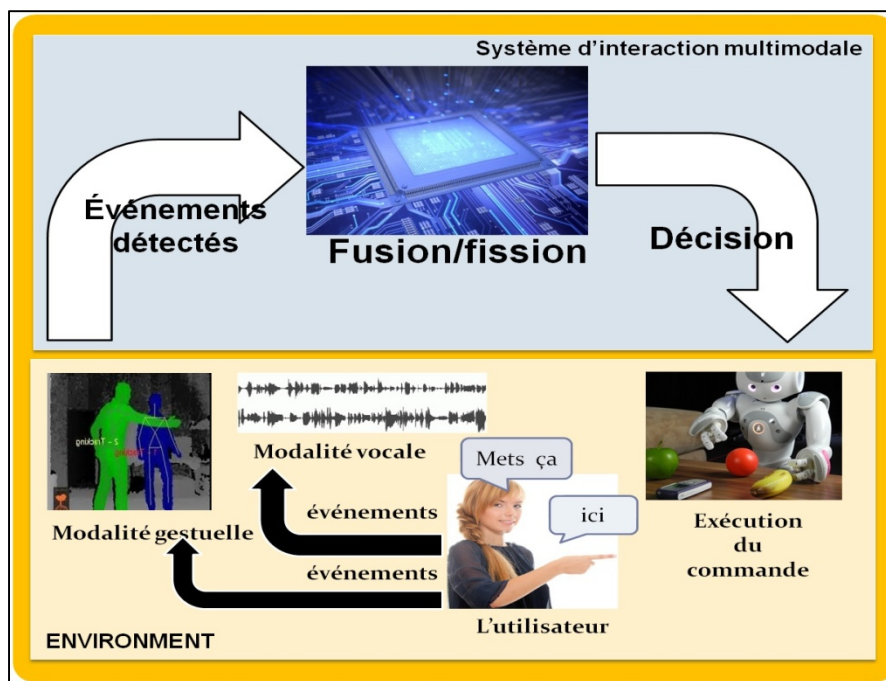 Système d'interaction multimodale
Événements
détectés
Fusion/fission
Décision
Modalité vocale
Mets ça
ici
événements
Modalité gestuelle
événements
L'utilisateur
Exécution
du
commande
ENVIRONMENT